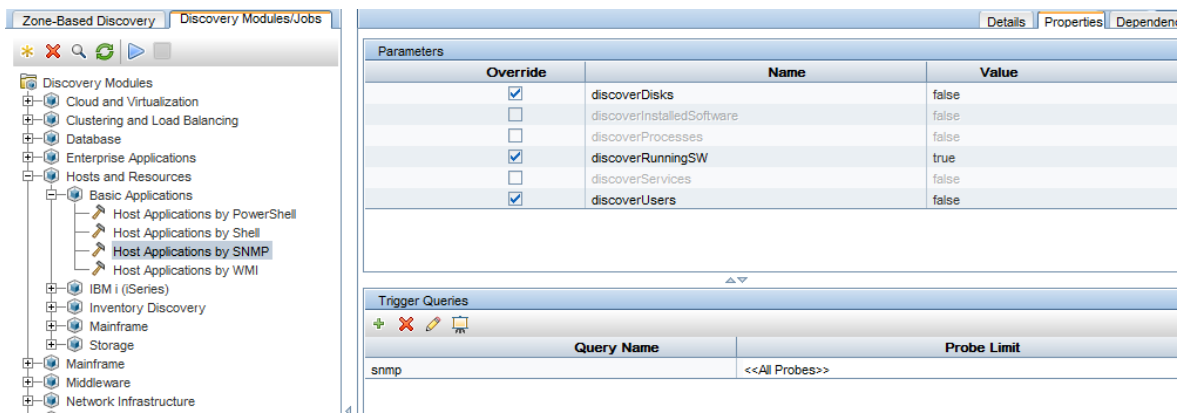 Zone-Based Discovery Discovery Modules/Jobs
Discovery Modules
Cloud and Virtualization
Clustering and Load Balancing
Database
Enterprise Applications
Hosts and Resources
Basic Applications
Host Applications by PowerShell
Host Applications by Shell
Host Applications by SNMP
Host Applications by WMI
IBM i (iSeries)
Inventory Discovery
Mainframe
Storage
Mainframe
Middleware
Network Infrastructure
Details Properties Dependenc
Parameters
Override Name Value
discoverDisks false
discoverInstalledSoftware false
discoverProcesses false
discoverRunningSW true
discoverServices false
discoverUsers false
Trigger Queries
Query Name Probe Limit
snmp <<All Probes>>